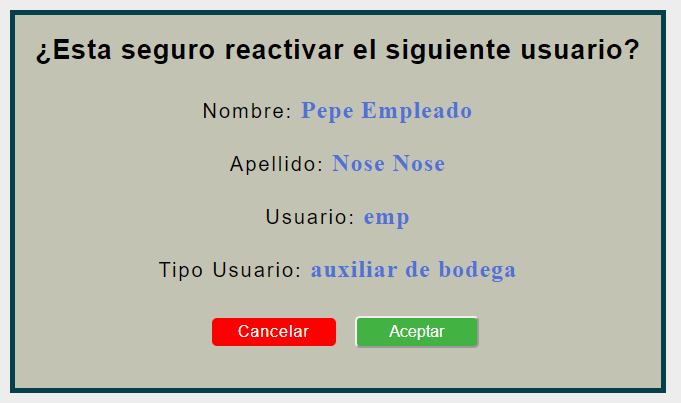 ¿Esta seguro reactivar el siguiente usuario?
Nombre: Pepe Empleado
Apellido: Nose Nose
Usuario: emp
Tipo Usuario: auxiliar de bodega
Cancelar Aceptar